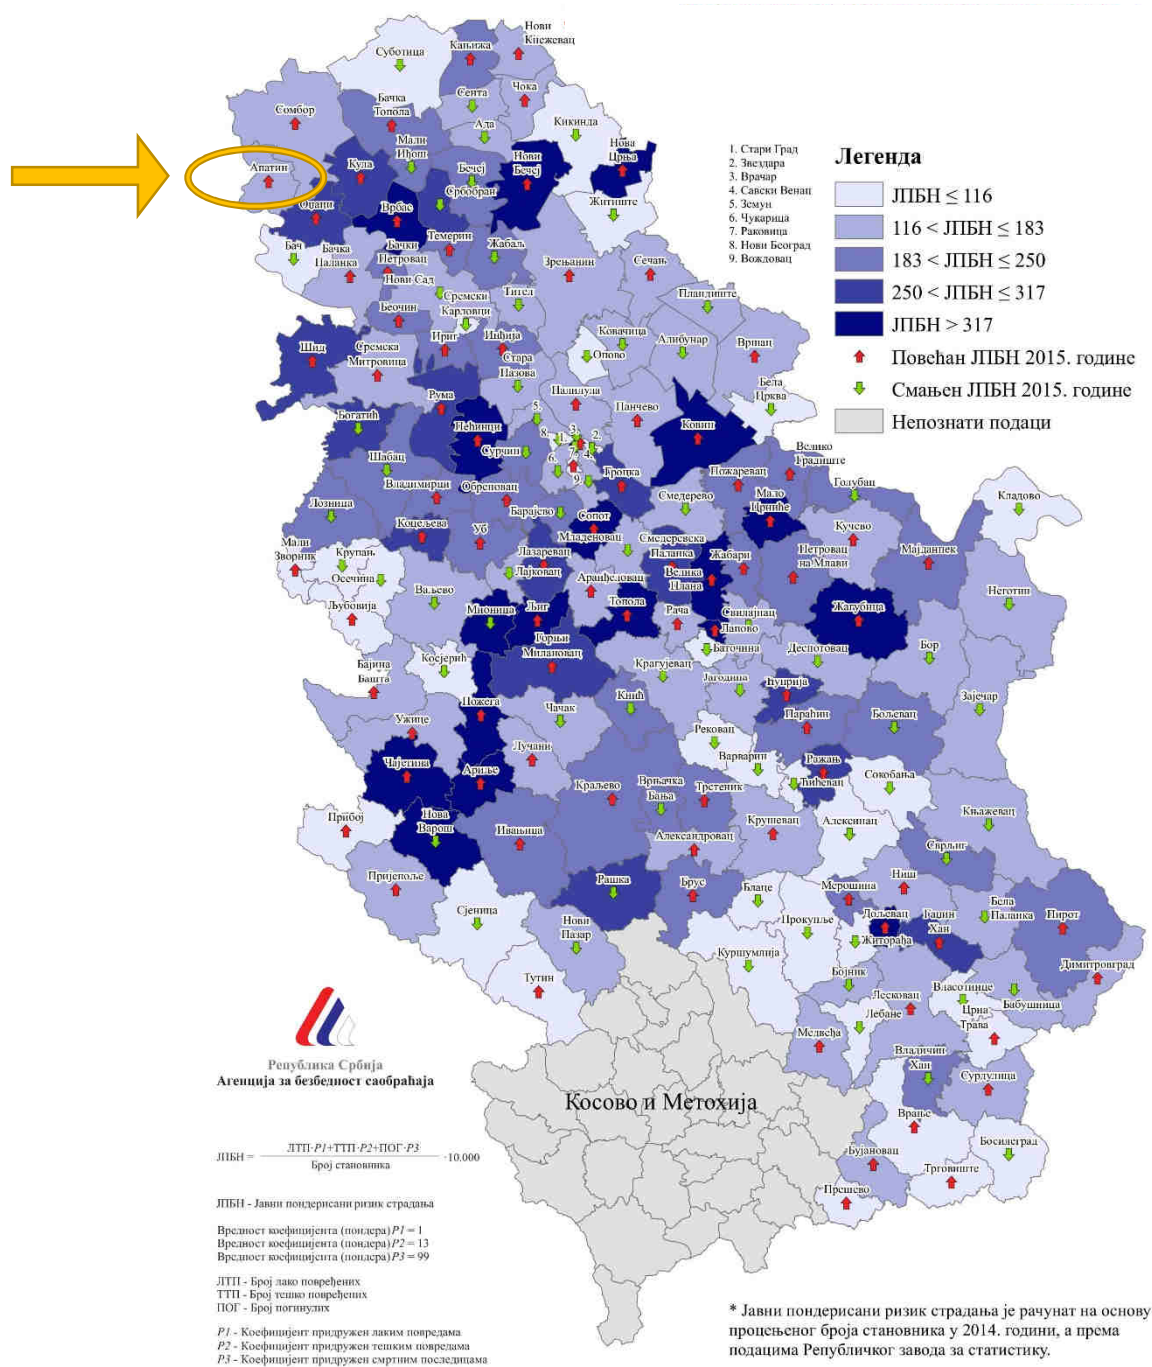 Нови
Кнежевац
Кањижа
Суботица
Сента
Чока
Бачка
Топола
Сомбор
Ада
Кикинда
Мали
Иђош
Нова
Црња
Апатин
Кула
Бечеј
Нови
Бечеј
Србобран
Житиште
Оџаци
Врбас
Темерин
Бач
Бачка
Паланка
Бачки
Петровац
Жабаљ
Зрењанин
Сечањ
Нови Сад
Сремски
Карловци
Тител
Пландиште
Беочин
Ковачица
Опово
Алибунар
Вршац
Шид
Сремска
Митровица
Ириг
Инђија
Стара
Пазова
Бела
Црква
Рума
Палилула
Панчево
Богатић
Пећинци
5.
8.
1.
3.
2.
7.
4.
6.
9.
Ковин
Сурчин
Велико
Градиште
Шабац
Владимирци
Обреновац
Гроцка
Пожаревац
Голубац
Кладово
Лозница
Барајево
Сопот
Смедерево
Мало
Црниће
Коцељева
Уб
Младеновац
Смедеревска
Паланка
Кучево
Мали
Зворник
Крупањ
Осечина
Лазаревац
Лајковац
Велика
Плана
Жабари
Петровац
на Млави
Мајданпек
Ваљево
Аранђеловац
Неготин
Љубовија
Мионица
Љиг
Топола
Рача
Свилајнац
Лапово
Жагубица
Горњи
Милановац
Баточина
Деспотовац
Бор
Бајина
Башта
Косјерић
Крагујевац
Јагодина
Ћуприја
Зајечар
Пожега
Чачак
Кнић
Параћин
Бољевац
Ужице
Рековац
Варварин
Лучани
Чајетина
Ариље
Ражањ
Ћићевац
Сокобања
Краљево
Врњачка
Бања
Трстеник
Прибој
Нова
Варош
Ивањица
Александровац
Крушевац
Алексинац
Књажевац
Сврљиг
Пријепоље
Рашка
Брус
Блаце
Мерошина
Ниш
Бела
Паланка
Сјеница
Нови
Пазар
Прокупље
Дољевац
Гаџин
Хан
Пирот
Житорађа
Куршумлија
Димитровград
Тутин
Бојник
Власотинце
Бабушница
Лесковац
Црна
Трава
Лебане
Медвеђа
Владичин
Хан
Сурдулица
Косово и Метохија
Врање
Босилеград
Бујановац
Трговиште
Прешево
1. Стари Град
2. Звездара
3. Врачар
4. Савски Венац
5. Земун
6. Чукарица
7. Раковица
8. Нови Београд
9. Вождовац
Легенда
ЈПБН ≤ 116
116 < ЈПБН ≤ 183
183 < ЈПБН ≤ 250
250 < ЈПБН ≤ 317
ЈПБН > 317
Повећан ЈПБН 2015. године
Смањен ЈПБН 2015. године
Непознати подаци
Република Србија
Агенција за безбедност саобраћаја
ЈПБН = ЛТП·P1+ТТП·P2+ПОГ·P3 / Број становника ·10.000
ЈПБН - Јавни пондерисани ризик страдања
Вредност коефицијента (пондера) P1 = 1
Вредност коефицијента (пондера) P2 = 13
Вредност коефицијента (пондера) P3 = 99
ЛТП - Број лако повређених
ТТП - Број тешко повређених
ПОГ - Број погинулих
P1 - Коефицијент придружен лаким повредама
P2 - Коефицијент придружен тешким повредама
P3 - Коефицијент придружен смртним последицама
* Јавни пондерисани ризик страдања је рачунат на основу
процењеног броја становника у 2014. години, а према
подацима Републичког завода за статистику.